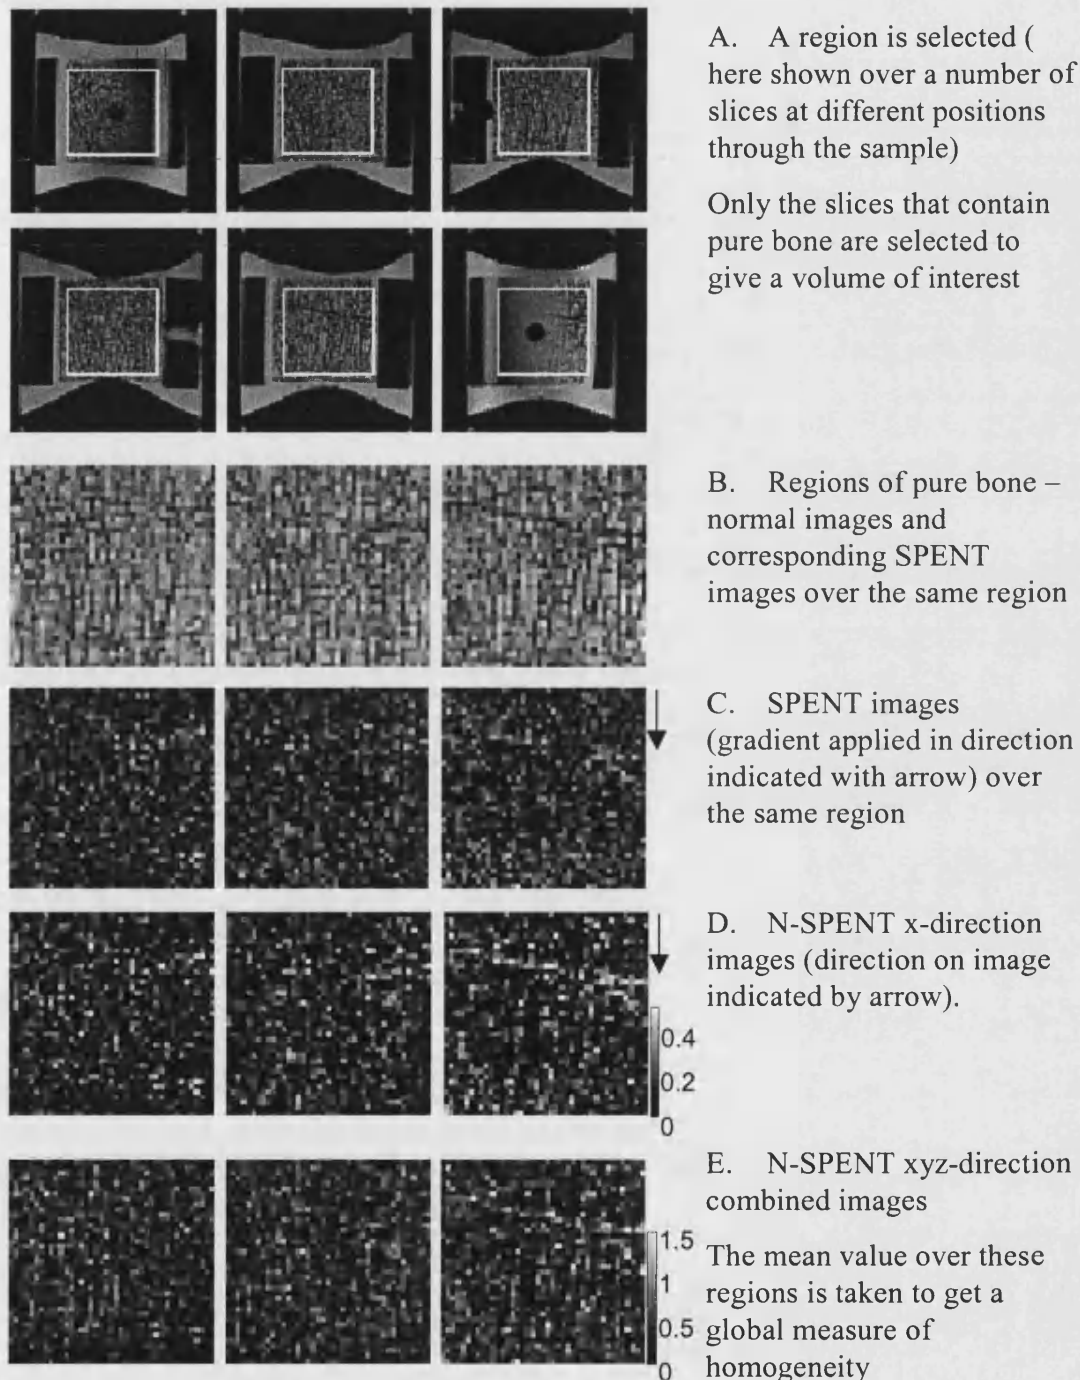 A. A region is selected (
here shown over a number of
slices at different positions
through the sample)
Only the slices that contain
pure bone are selected to
give a volume of interest
B. Regions of pure bone –
normal images and
corresponding SPENT
images over the same region
C. SPENT images
(gradient applied in direction
indicated with arrow) over
the same region
D. N-SPENT x-direction
images (direction on image
indicated by arrow).
0.4
0.2
0
E. N-SPENT xyz-direction
combined images
The mean value over these
regions is taken to get a
global measure of
homogeneity
1.5
1
0.5
0